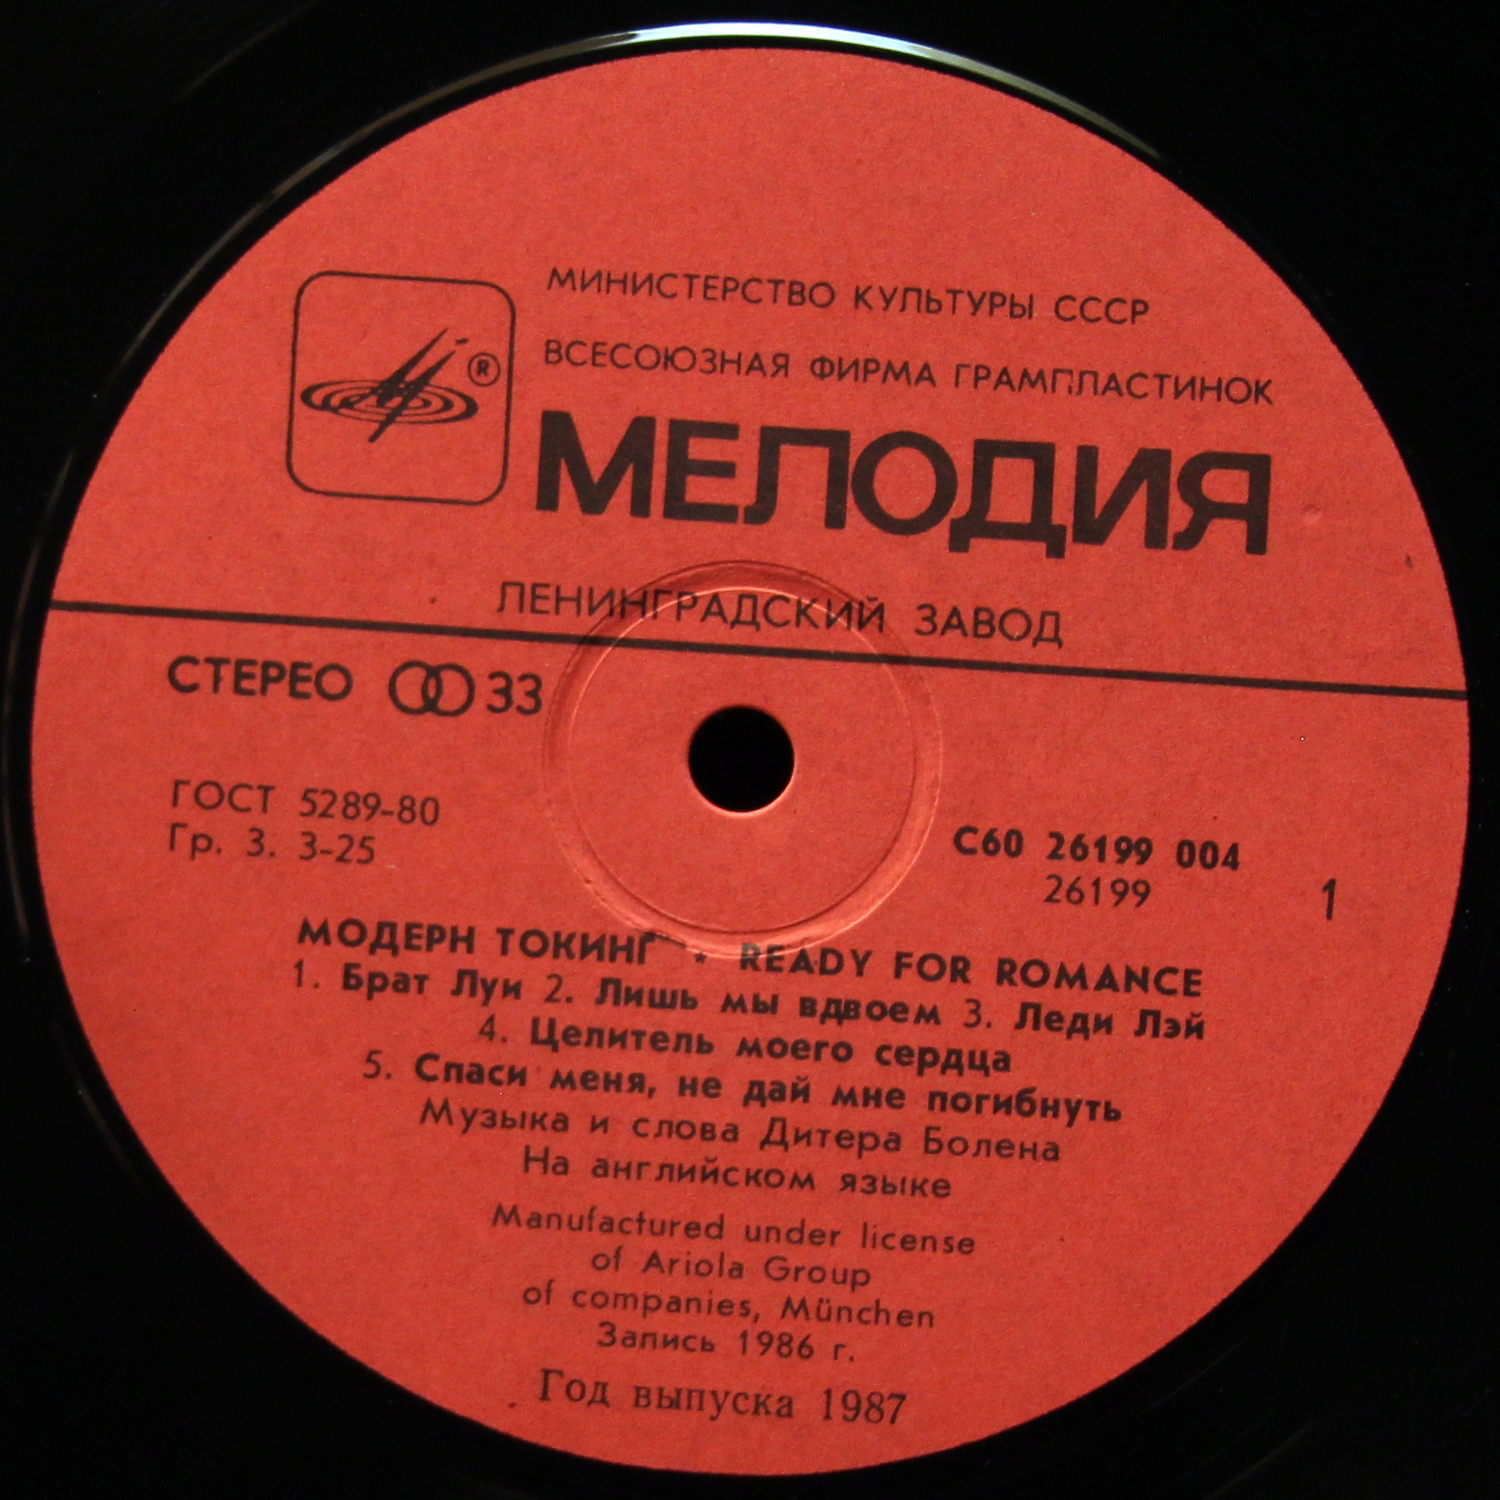 МИНИСТЕРСТВО КУЛЬТУРЫ СССР
ВСЕСОЮЗНАЯ ФИРМА ГРАМПЛАСТИНОК
®
МЕЛОДИЯ
ЛЕНИНГРАДСКИЙ ЗАВОД
СТЕРЕО 33
ГОСТ 5289-80
Гр. 3. 3-25
С60 26199 004
26199
1
МОДЕРН ТОКИНГ * READY FOR ROMANCE
1. Брат Луи 2. Лишь мы вдвоем 3. Леди Лэй
4. Целитель моего сердца
5. Спаси меня, не дай мне погибнуть
Музыка и слова Дитера Болена
На английском языке
Manufactured under license
of Ariola Group
of companies, München
Запись 1986 г.
Год выпуска 1987